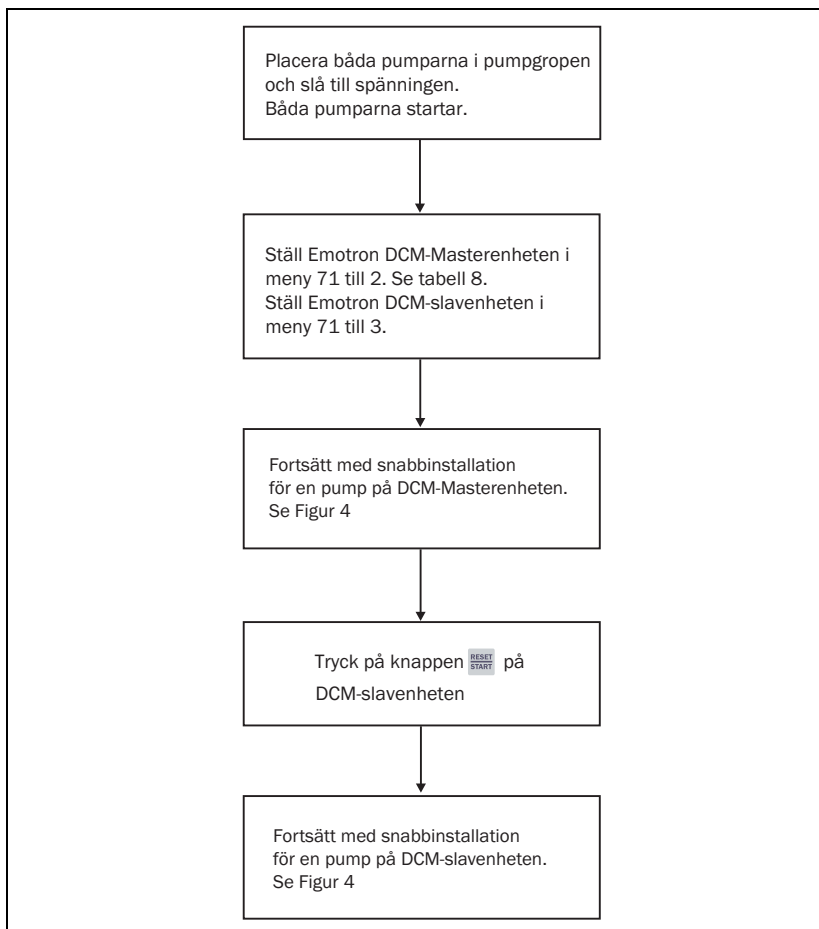 Placera båda pumparna i pumpgropen
och slå till spänningen.
Båda pumparna startar.
Ställ Emotron DCM-Masterenheten i
meny 71 till 2. Se tabell 8.
Ställ Emotron DCM-slavenheten i
meny 71 till 3.
Fortsätt med snabbinstallation
för en pump på DCM-Masterenheten.
Se Figur 4
Tryck på knappen RESET START på
DCM-slavenheten
Fortsätt med snabbinstallation
för en pump på DCM-slavenheten.
Se Figur 4